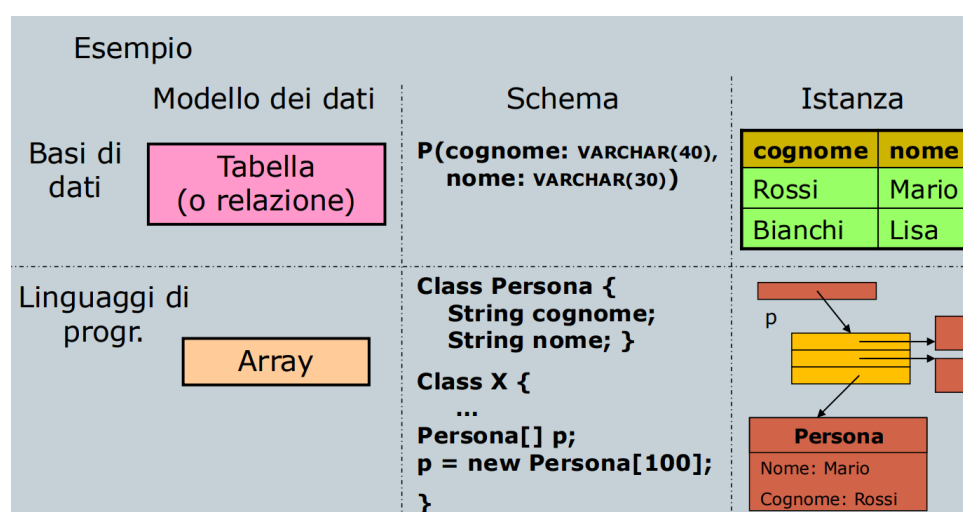 Esempio
Modello dei dati
Schema
Istanza
Basi di
dati
Tabella
(o relazione)
P(cognome: VARCHAR(40),
nome: VARCHAR(30))
cognome nome
Rossi Mario
Bianchi Lisa
Linguaggi di
progr.
Array
Class Persona {
String cognome;
String nome; }
Class X {
...
Persona[] p;
p = new Persona[100];
}
p
Persona
Nome: Mario
Cognome: Rossi